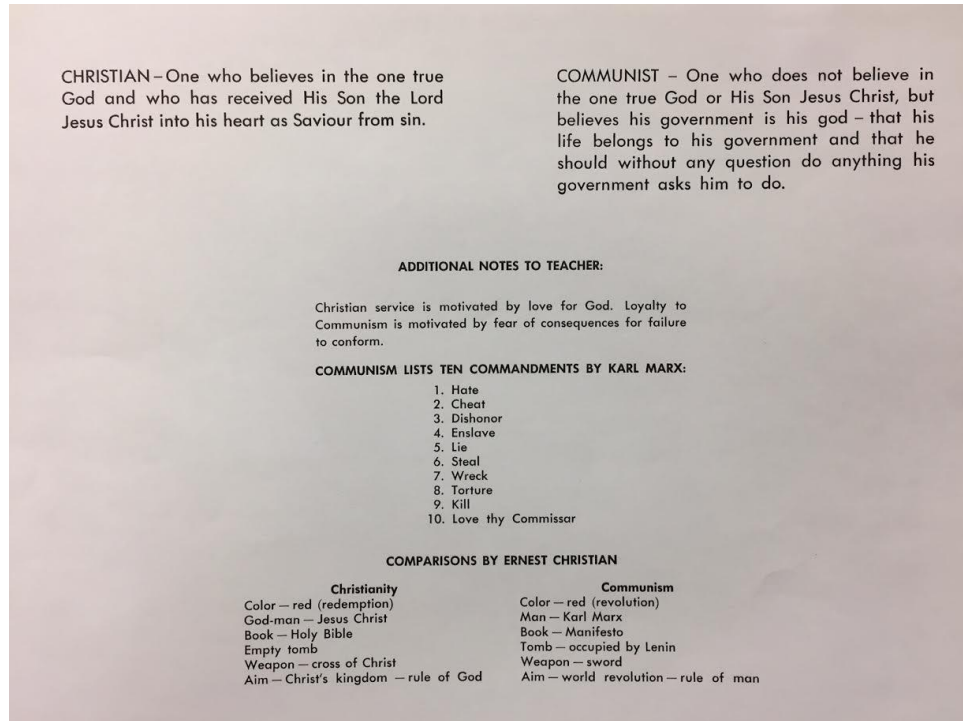 CHRISTIAN – One who believes in the one true
God and who has received His Son the Lord
Jesus Christ into his heart as Saviour from sin.
COMMUNIST – One who does not believe in
the one true God or His Son Jesus Christ, but
believes his government is his god – that his
life belongs to his government and that he
should without any question do anything his
government asks him to do.
ADDITIONAL NOTES TO TEACHER:
Christian service is motivated by love for God. Loyalty to
Communism is motivated by fear of consequences for failure
to conform.
COMMUNISM LISTS TEN COMMANDMENTS BY KARL MARX:
1. Hate
2. Cheat
3. Dishonor
4. Enslave
5. Lie
6. Steal
7. Wreck
8. Torture
9. Kill
10. Love thy Commissar
COMPARISONS BY ERNEST CHRISTIAN
Christianity
Color — red (redemption)
God-man — Jesus Christ
Book — Holy Bible
Empty tomb
Weapon — cross of Christ
Aim — Christ's kingdom — rule of God
Communism
Color — red (revolution)
Man — Karl Marx
Book — Manifesto
Tomb — occupied by Lenin
Weapon — sword
Aim — world revolution — rule of man